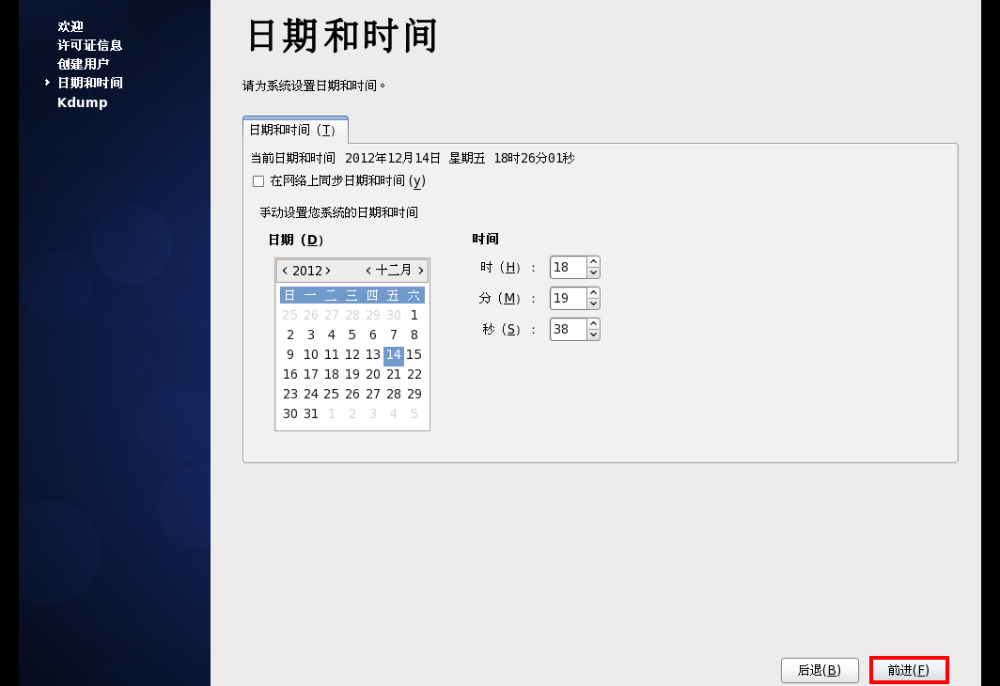 欢迎
许可证信息
创建用户
日期和时间
Kdump
日期和时间
请为系统设置日期和时间。
日期和时间 (T)
当前日期和时间 2012年12月14日 星期五 18时26分01秒
在网络上同步日期和时间 (y)
手动设置您系统的日期和时间
日期 (D)
时间
< 2012 > < 十二月 >
时 (H) : 18
日 一 二 三 四 五 六
分 (M) : 19
25 26 27 28 29 30 1
秒 (S) : 38
2 3 4 5 6 7 8
9 10 11 12 13 14 15
16 17 18 19 20 21 22
23 24 25 26 27 28 29
30 31 1 2 3 4 5
后退(B) 前进(F)